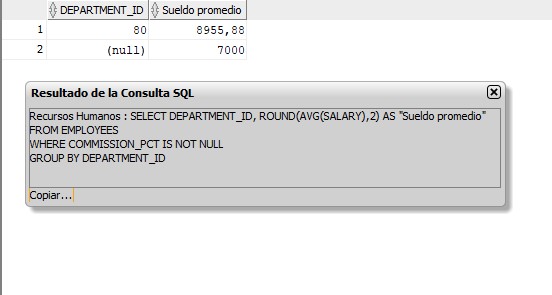 DEPARTMENT_ID Sueldo promedio
1 80 8955,88
2 (null) 7000
Resultado de la Consulta SQL
Recursos Humanos : SELECT DEPARTMENT_ID, ROUND(AVG(SALARY),2) AS "Sueldo promedio"
FROM EMPLOYEES
WHERE COMMISSION_PCT IS NOT NULL
GROUP BY DEPARTMENT_ID
Copiar...